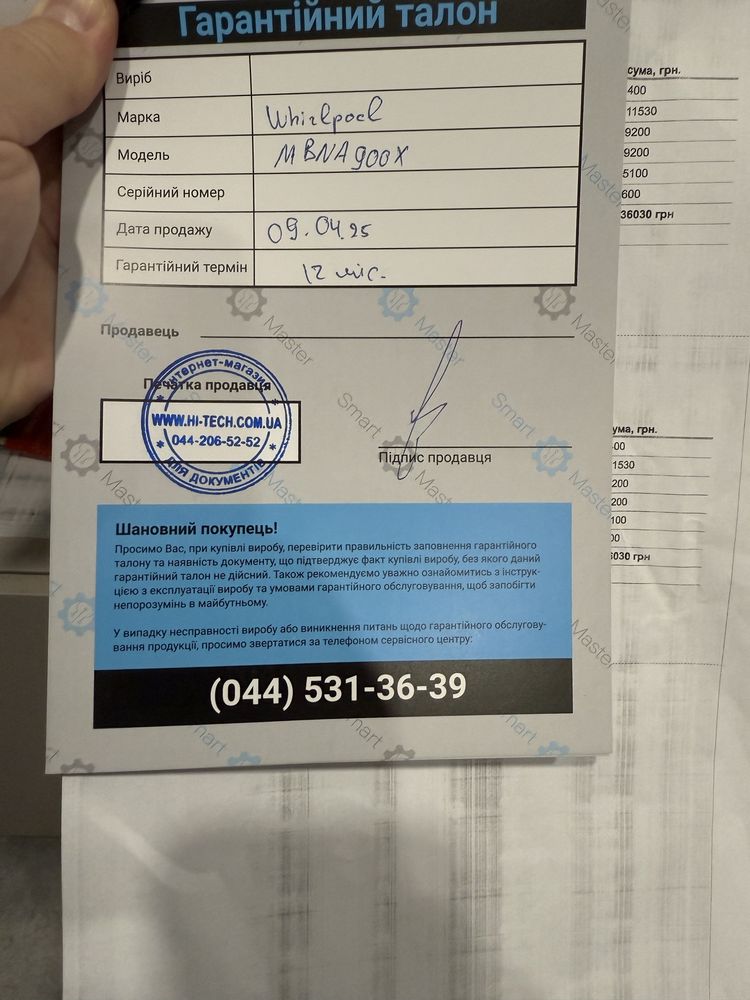 Гарантійний талон
Виріб
Марка Whirlpool
Модель MBNA900X
Серійний номер
Дата продажу 09.04.25
Гарантійний термін 12 міс.
Продавець
Печатка продавця
Інтернет-магазин
WWW.HI-TECH.COM.UA
044-206-52-52
ДЛЯ ДОКУМЕНТІВ
Підпис продавця
Шановний покупець!
Просимо Вас, при купівлі виробу, перевірити правильність заповнення гарантійного
талону та наявність документу, що підтверджує факт купівлі виробу, без якого даний
гарантійний талон не дійсний. Також рекомендуємо уважно ознайомитись з інструк-
цією з експлуатації виробу та умовами гарантійного обслуговування, щоб запобігти
непорозумінь в майбутньому.
У випадку несправності виробу або виникнення питань щодо гарантійного обслугову-
вання продукції, просимо звертатися за телефоном сервісного центру:
(044) 531-36-39
Smart Master
сума, грн.
400
11530
9200
9200
5100
600
36030 грн
ума, грн.
00
1530
200
200
100
00
6030 грн